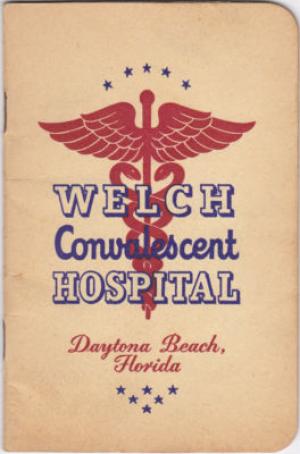 WELCH
Convalescent
HOSPITAL
Daytona Beach,
Florida